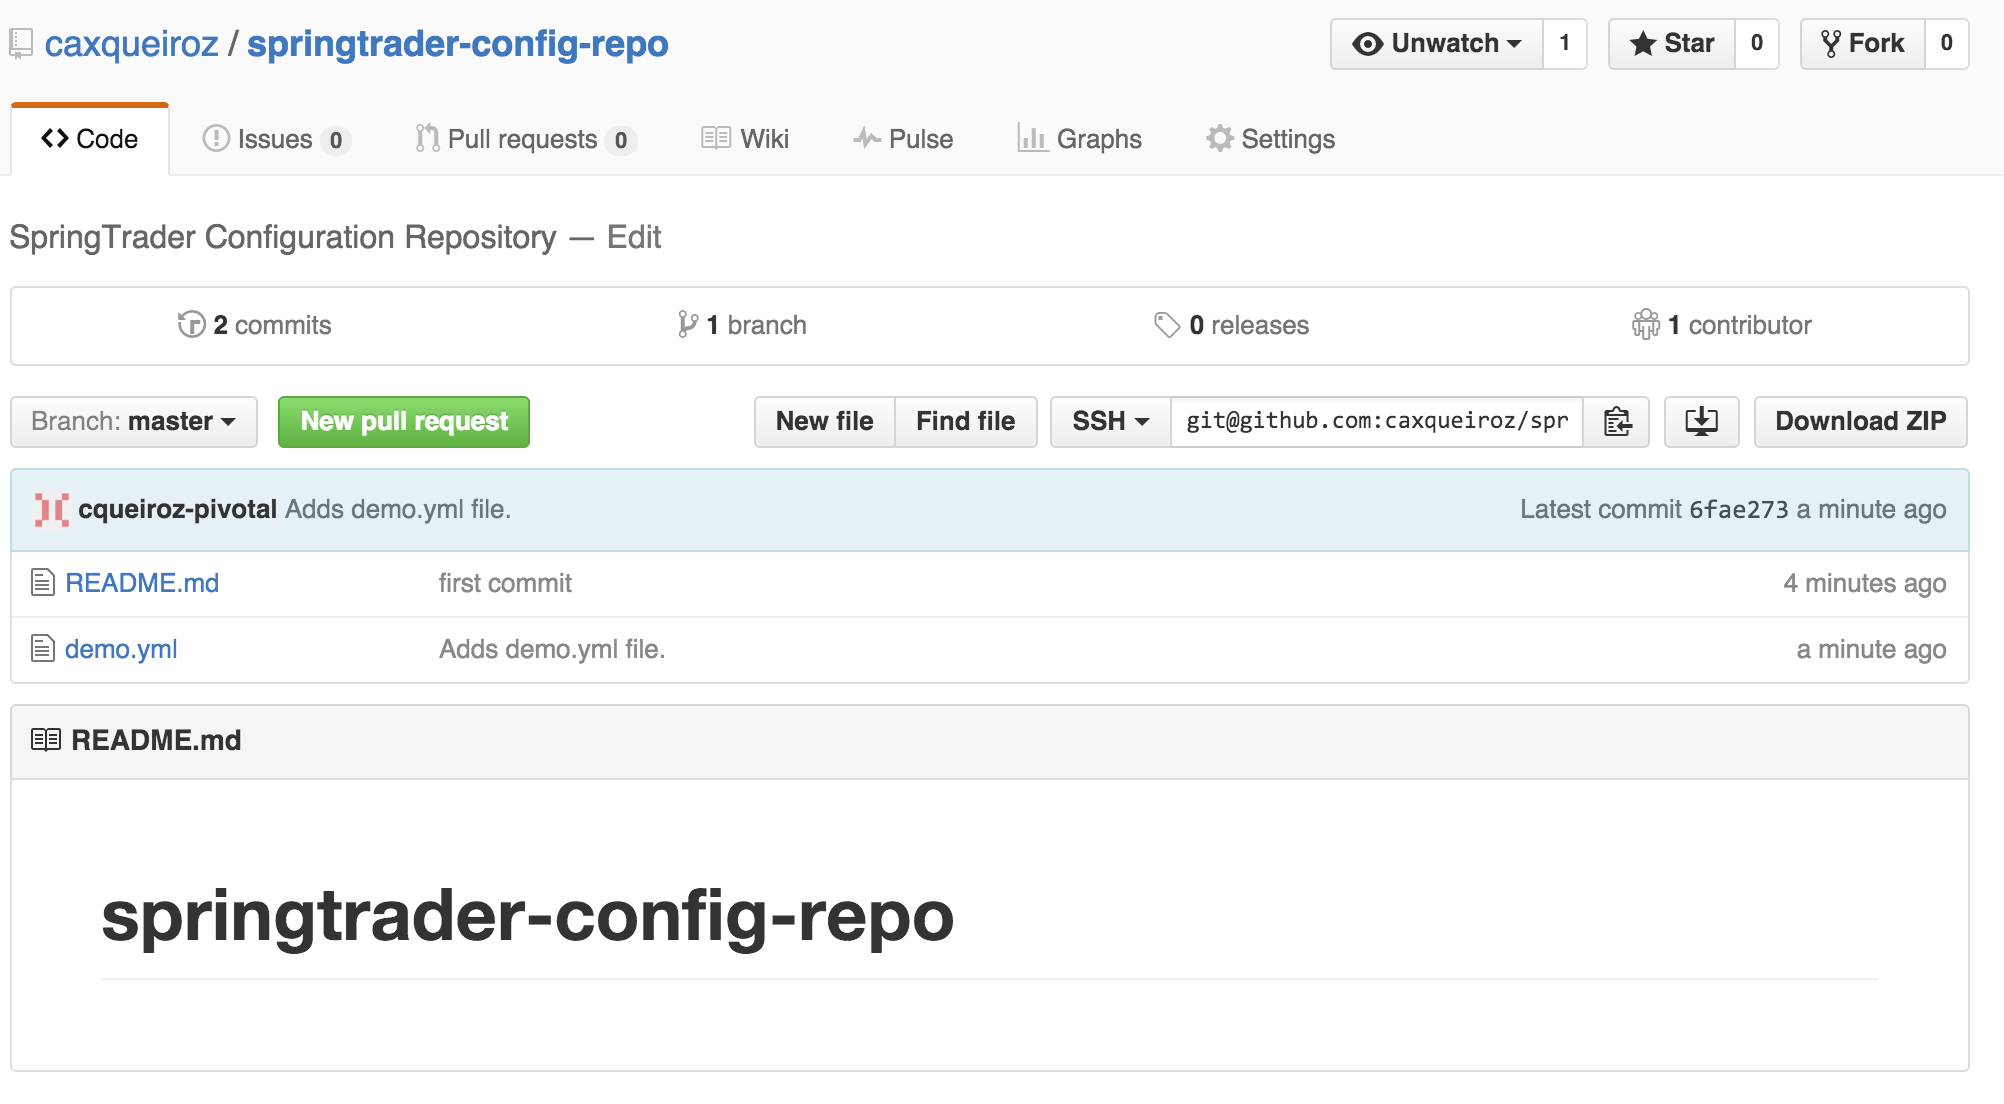 caxqueiroz / springtrader-config-repo
Unwatch 1 Star 0 Fork 0
Code Issues 0 Pull requests 0 Wiki Pulse Graphs Settings
SpringTrader Configuration Repository — Edit
2 commits 1 branch 0 releases 1 contributor
Branch: master New pull request New file Find file SSH git@github.com:caxqueiroz/spr Download ZIP
cqueiroz-pivotal Adds demo.yml file. Latest commit 6fae273 a minute ago
README.md first commit 4 minutes ago
demo.yml Adds demo.yml file. a minute ago
README.md
springtrader-config-repo